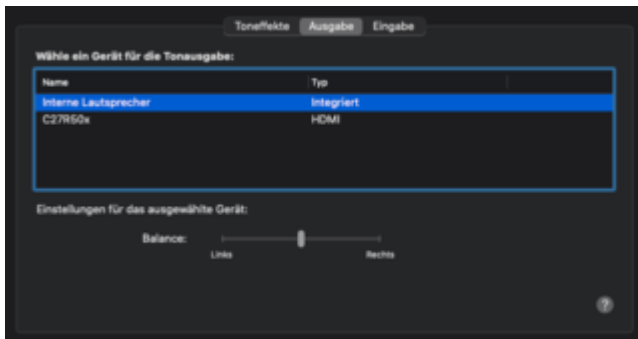 Toneffekte Ausgabe Eingabe
Wähle ein Gerät für die Tonausgabe:
Name Typ
Interne Lautsprecher Integriert
C27R50x HDMI
Einstellungen für das ausgewählte Gerät:
Balance:
Links Rechts
?